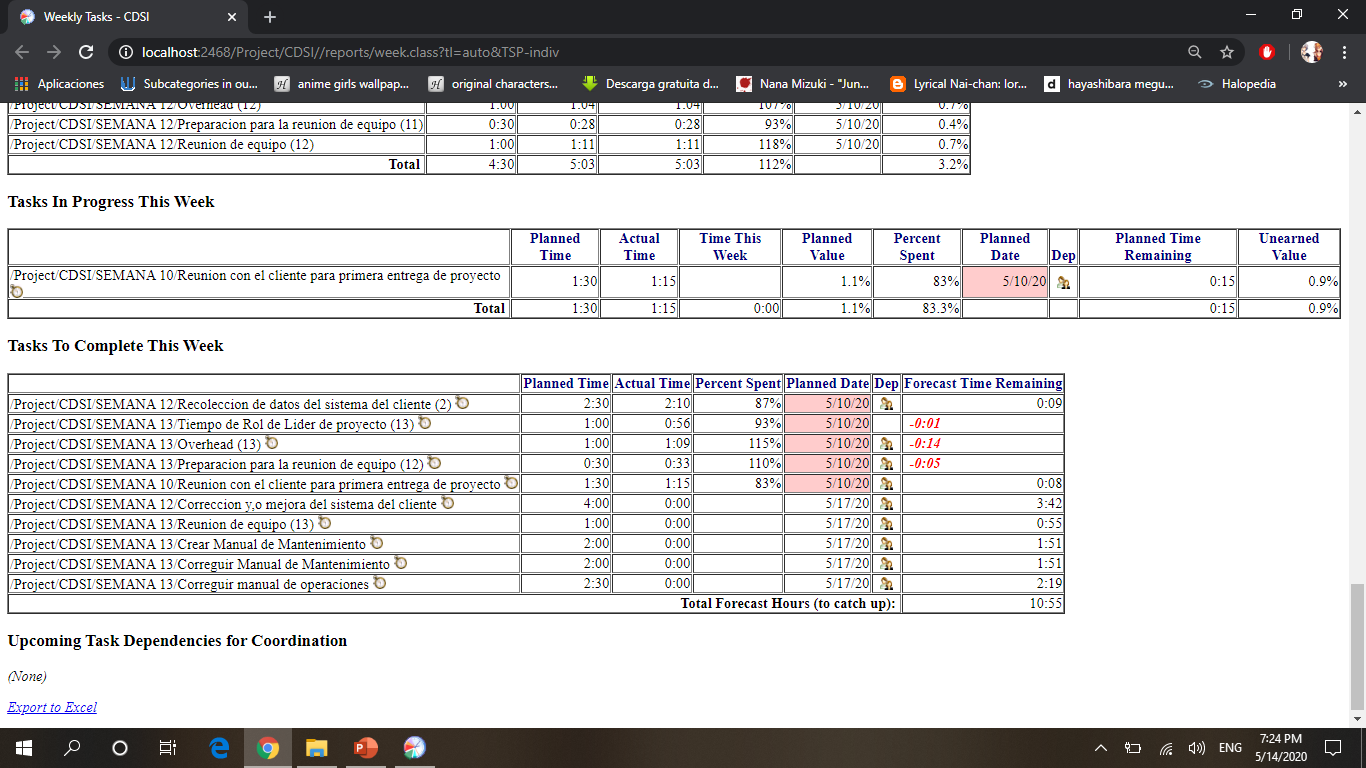 Weekly Tasks - CDSI
localhost:2468/Project/CDSI//reports/week.class?tl=auto&TSP-indiv
Aplicaciones Subcategories in ou... anime girls wallpap... original characters... Descarga gratuita d... Nana Mizuki - "Jun... Lyrical Nai-chan: lor... hayashibara megu... Halopedia »
/Project/CDSI/SEMANA 12/Overhead (12) 1:00 1:04 1:04 107% 5/10/20 0.7%
/Project/CDSI/SEMANA 12/Preparacion para la reunion de equipo (11) 0:30 0:28 0:28 93% 5/10/20 0.4%
/Project/CDSI/SEMANA 12/Reunion de equipo (12) 1:00 1:11 1:11 118% 5/10/20 0.7%
Total 4:30 5:03 5:03 112% 3.2%
Tasks In Progress This Week
Planned Time Actual Time Time This Week Planned Value Percent Spent Planned Date Dep Planned Time Remaining Unearned Value
/Project/CDSI/SEMANA 10/Reunion con el cliente para primera entrega de proyecto 1:30 1:15 1.1% 83% 5/10/20 0:15 0.9%
Total 1:30 1:15 0:00 1.1% 83.3% 0:15 0.9%
Tasks To Complete This Week
Planned Time Actual Time Percent Spent Planned Date Dep Forecast Time Remaining
/Project/CDSI/SEMANA 12/Recoleccion de datos del sistema del cliente (2) 2:30 2:10 87% 5/10/20 0:09
/Project/CDSI/SEMANA 13/Tiempo de Rol de Lider de proyecto (13) 1:00 0:56 93% 5/10/20 -0:01
/Project/CDSI/SEMANA 13/Overhead (13) 1:00 1:09 115% 5/10/20 -0:14
/Project/CDSI/SEMANA 13/Preparacion para la reunion de equipo (12) 0:30 0:33 110% 5/10/20 -0:05
/Project/CDSI/SEMANA 10/Reunion con el cliente para primera entrega de proyecto 1:30 1:15 83% 5/10/20 0:08
/Project/CDSI/SEMANA 12/Correccion y,o mejora del sistema del cliente 4:00 0:00 5/17/20 3:42
/Project/CDSI/SEMANA 13/Reunion de equipo (13) 1:00 0:00 5/17/20 0:55
/Project/CDSI/SEMANA 13/Crear Manual de Mantenimiento 2:00 0:00 5/17/20 1:51
/Project/CDSI/SEMANA 13/Correguir Manual de Mantenimiento 2:00 0:00 5/17/20 1:51
/Project/CDSI/SEMANA 13/Correguir manual de operaciones 2:30 0:00 5/17/20 2:19
Total Forecast Hours (to catch up): 10:55
Upcoming Task Dependencies for Coordination
(None)
Export to Excel
ENG 7:24 PM
5/14/2020